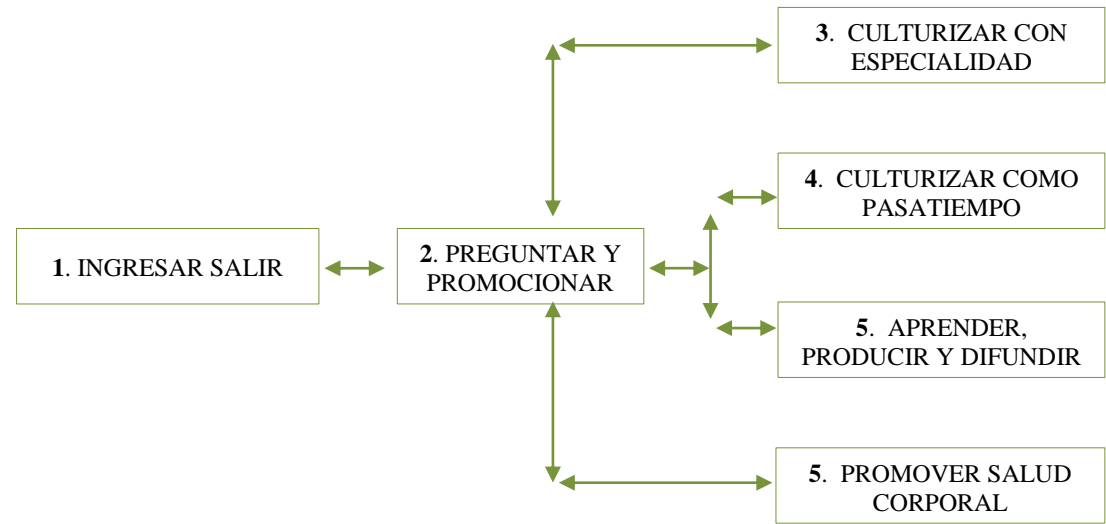 3. CULTURIZAR CON
ESPECIALIDAD
4. CULTURIZAR COMO
PASATIEMPO
1. INGRESAR SALIR
2. PREGUNTAR Y
PROMOCIONAR
5. APRENDER,
PRODUCIR Y DIFUNDIR
5. PROMOVER SALUD
CORPORAL